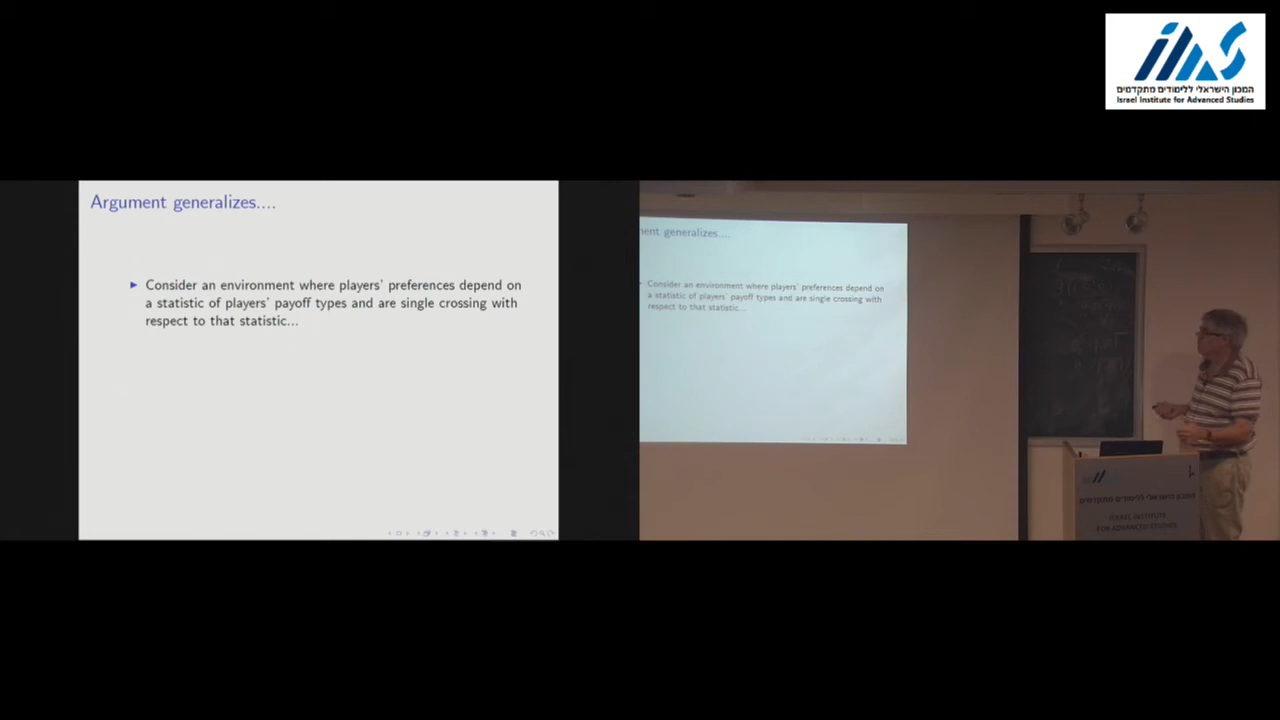 המכון הישראלי ללימודים מתקדמים
Israel Institute for Advanced Studies
Argument generalizes....
▶ Consider an environment where players' preferences depend on
a statistic of players' payoff types and are single crossing with
respect to that statistic...
ment generalizes....
Consider an environment where players' preferences depend on
a statistic of players' payoff types and are single crossing with
respect to that statistic...
המכון הישראלי ללימודים מתקדמים
ISRAEL INSTITUTE
FOR ADVANCED STUDIES